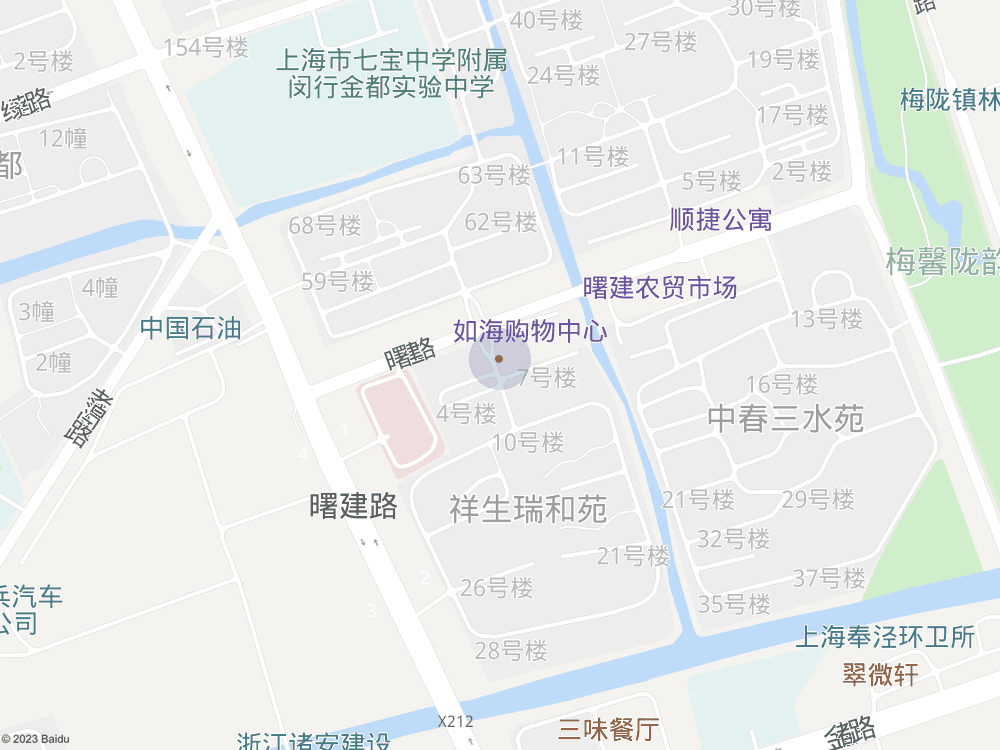 40号楼
30号楼
路
154号楼
27号楼
2号楼
上海市七宝中学附属
闵行金都实验中学
19号楼
24号楼
梅陇镇林
路
17号楼
12幢
都
11号楼
63号楼
5号楼
2号楼
68号楼
62号楼
顺捷公寓
梅馨陇韵
59号楼
4幢
曙建农贸市场
3幢
13号楼
中国石油
如海购物中心
曙建路
2幢
7号楼
16号楼
4号楼
中春三水苑
1
路
10号楼
4
21号楼
29号楼
曙建路
祥生瑞和苑
32号楼
21号楼
2
26号楼
37号楼
兵汽车
公司
3
35号楼
上海奉泾环卫所
28号楼
翠微轩
X212
三味餐厅
路
© 2023 Baidu
浙江诸安建设